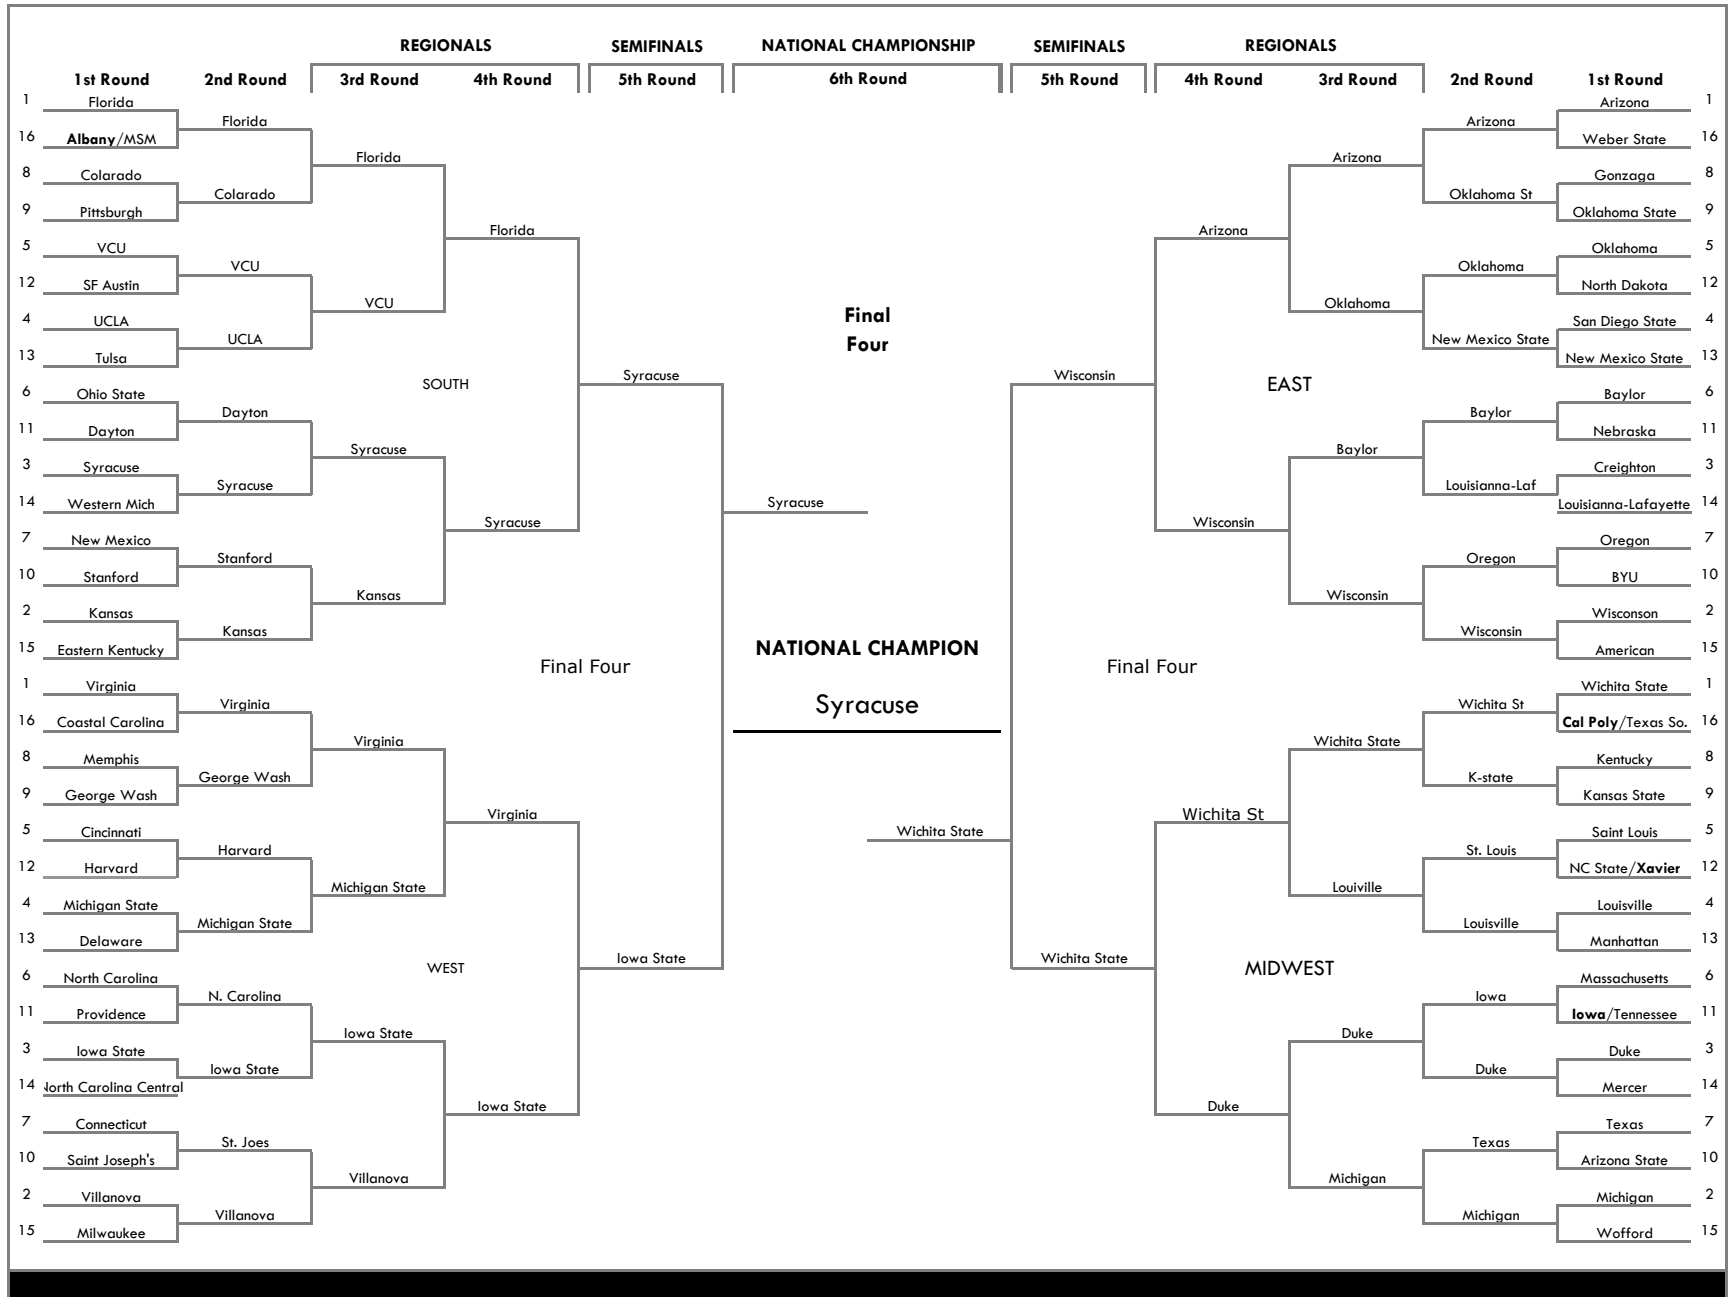 REGIONALS SEMIFINALS NATIONAL CHAMPIONSHIP SEMIFINALS REGIONALS
1st Round 2nd Round 3rd Round 4th Round 5th Round 6th Round 5th Round 4th Round 3rd Round 2nd Round 1st Round
1 Florida Arizona 1
Florida Arizona
16 Albany/MSM Weber State 16
Florida Arizona
8 Colarado Gonzaga 8
Colarado Oklahoma St
9 Pittsburgh Oklahoma State 9
Florida Arizona
5 VCU Oklahoma 5
VCU Oklahoma
12 SF Austin North Dakota 12
VCU Oklahoma
Final
4 UCLA San Diego State 4
UCLA New Mexico State
Four
13 Tulsa New Mexico State 13
Syracuse Wisconsin
SOUTH EAST
6 Ohio State Baylor 6
Dayton Baylor
11 Dayton Nebraska 11
Syracuse Baylor
3 Syracuse Creighton 3
Syracuse Louisianna-Laf
14 Western Mich Syracuse Louisianna-Lafayette 14
Syracuse Wisconsin
7 New Mexico Oregon 7
Stanford Oregon
10 Stanford BYU 10
Kansas Wisconsin
2 Kansas Wisconson 2
Kansas Wisconsin
15 Eastern Kentucky NATIONAL CHAMPION American 15
Final Four Final Four
1 Virginia Wichita State 1
Virginia Syracuse Wichita St
16 Coastal Carolina Cal Poly/Texas So. 16
Virginia Wichita State
8 Memphis Kentucky 8
George Wash K-state
9 George Wash Kansas State 9
Virginia Wichita St
5 Cincinnati Wichita State Saint Louis 5
Harvard St. Louis
12 Harvard NC State/Xavier 12
Michigan State Louiville
4 Michigan State Louisville 4
Michigan State Louisville
13 Delaware Manhattan 13
Iowa State Wichita State
WEST MIDWEST
6 North Carolina Massachusetts 6
N. Carolina Iowa
11 Providence Iowa/Tennessee 11
Iowa State Duke
3 Iowa State Duke 3
Iowa State Duke
14 North Carolina Central Mercer 14
Iowa State Duke
7 Connecticut Texas 7
St. Joes Texas
10 Saint Joseph's Arizona State 10
Villanova Michigan
2 Villanova Michigan 2
Villanova Michigan
15 Milwaukee Wofford 15